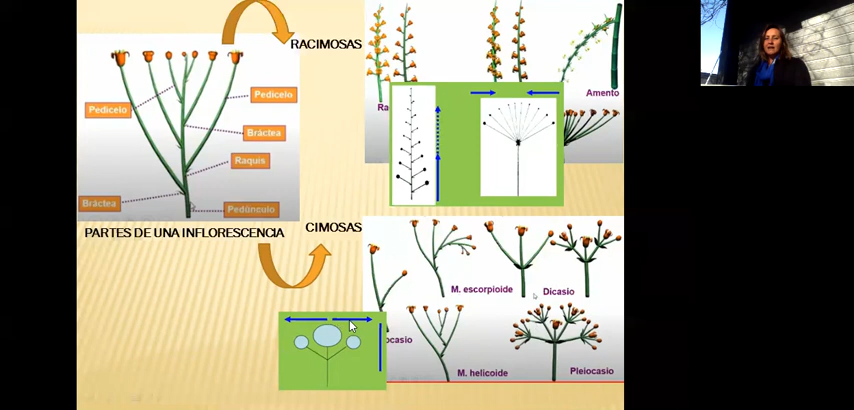 RACIMOSAS
Pedicelo
Pedicelo
Bráctea
Raquis
Bráctea
Pedúnculo
PARTES DE UNA INFLORESCENCIA
Amento
CIMOSAS
M. escorpioide
Dicasio
M. helicoide
Pleiocasio